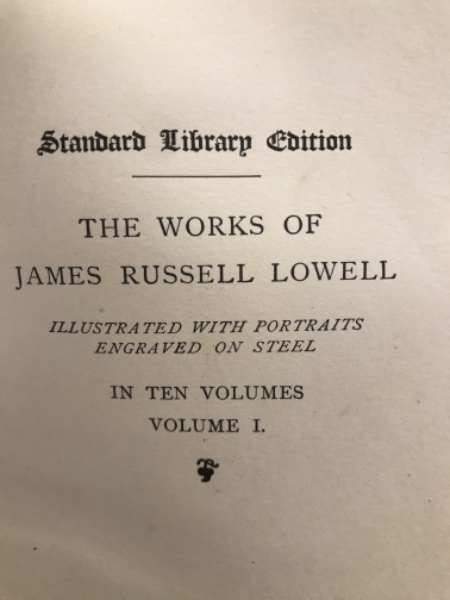 Standard Library Edition
THE WORKS OF
JAMES RUSSELL LOWELL
ILLUSTRATED WITH PORTRAITS
ENGRAVED ON STEEL
IN TEN VOLUMES
VOLUME I.